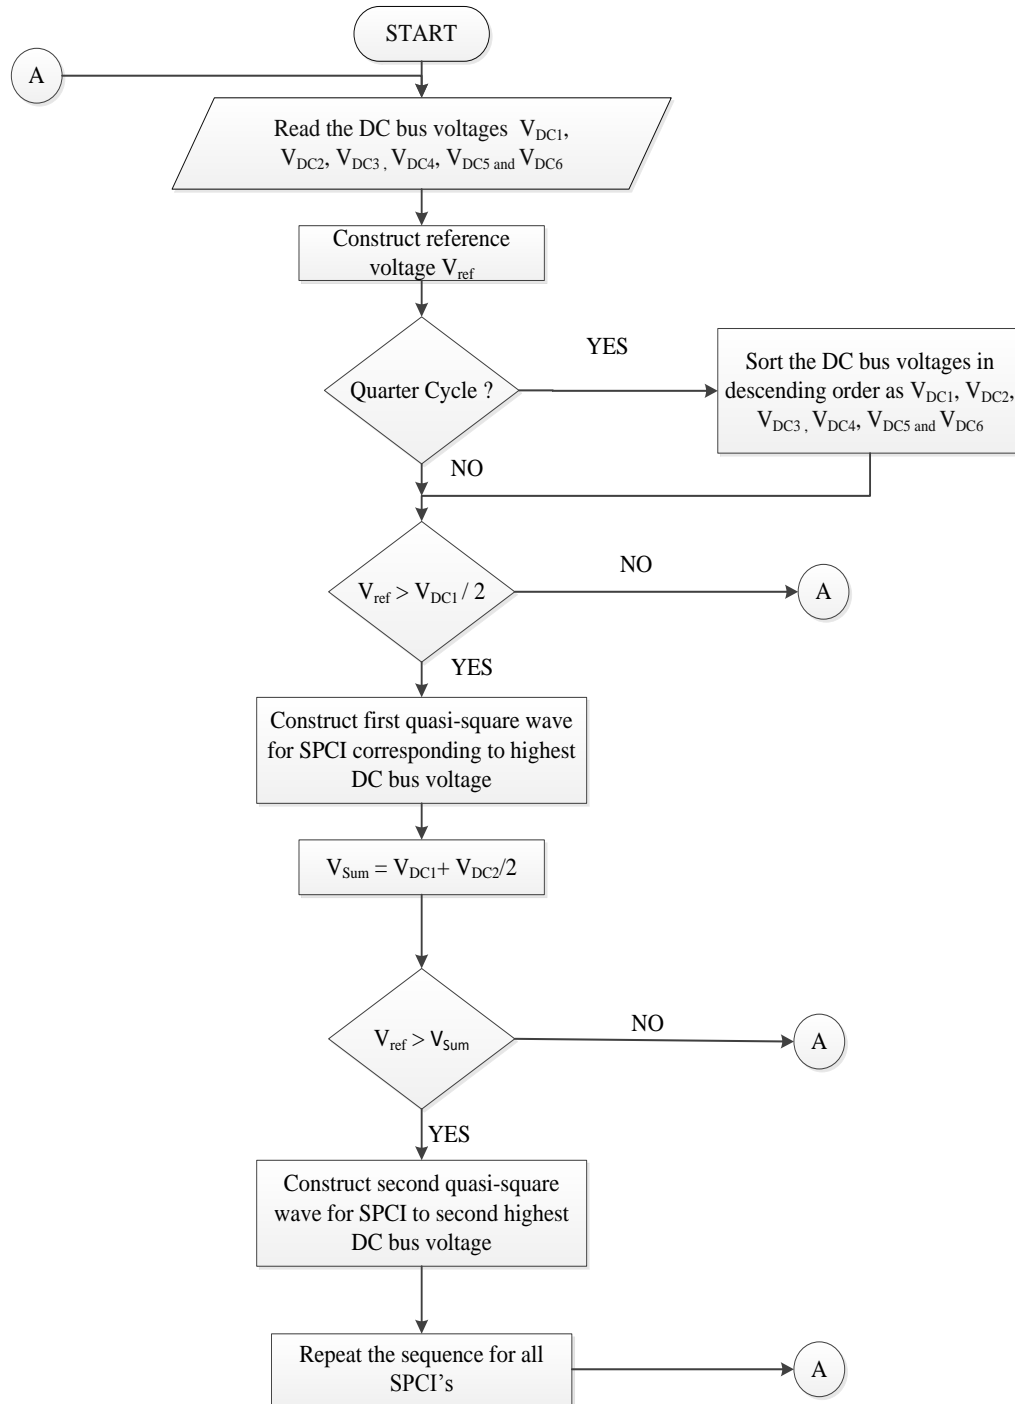 START
A
Read the DC bus voltages V_DC1,
V_DC2, V_DC3 , V_DC4, V_DC5 and V_DC6
Construct reference
voltage V_ref
Quarter Cycle ?
YES
Sort the DC bus voltages in
descending order as V_DC1, V_DC2,
V_DC3 , V_DC4, V_DC5 and V_DC6
NO
V_ref > V_DC1 / 2
NO
A
YES
Construct first quasi-square wave
for SPCI corresponding to highest
DC bus voltage
V_Sum = V_DC1+ V_DC2/2
V_ref > V_Sum
NO
A
YES
Construct second quasi-square
wave for SPCI to second highest
DC bus voltage
Repeat the sequence for all
SPCI's
A